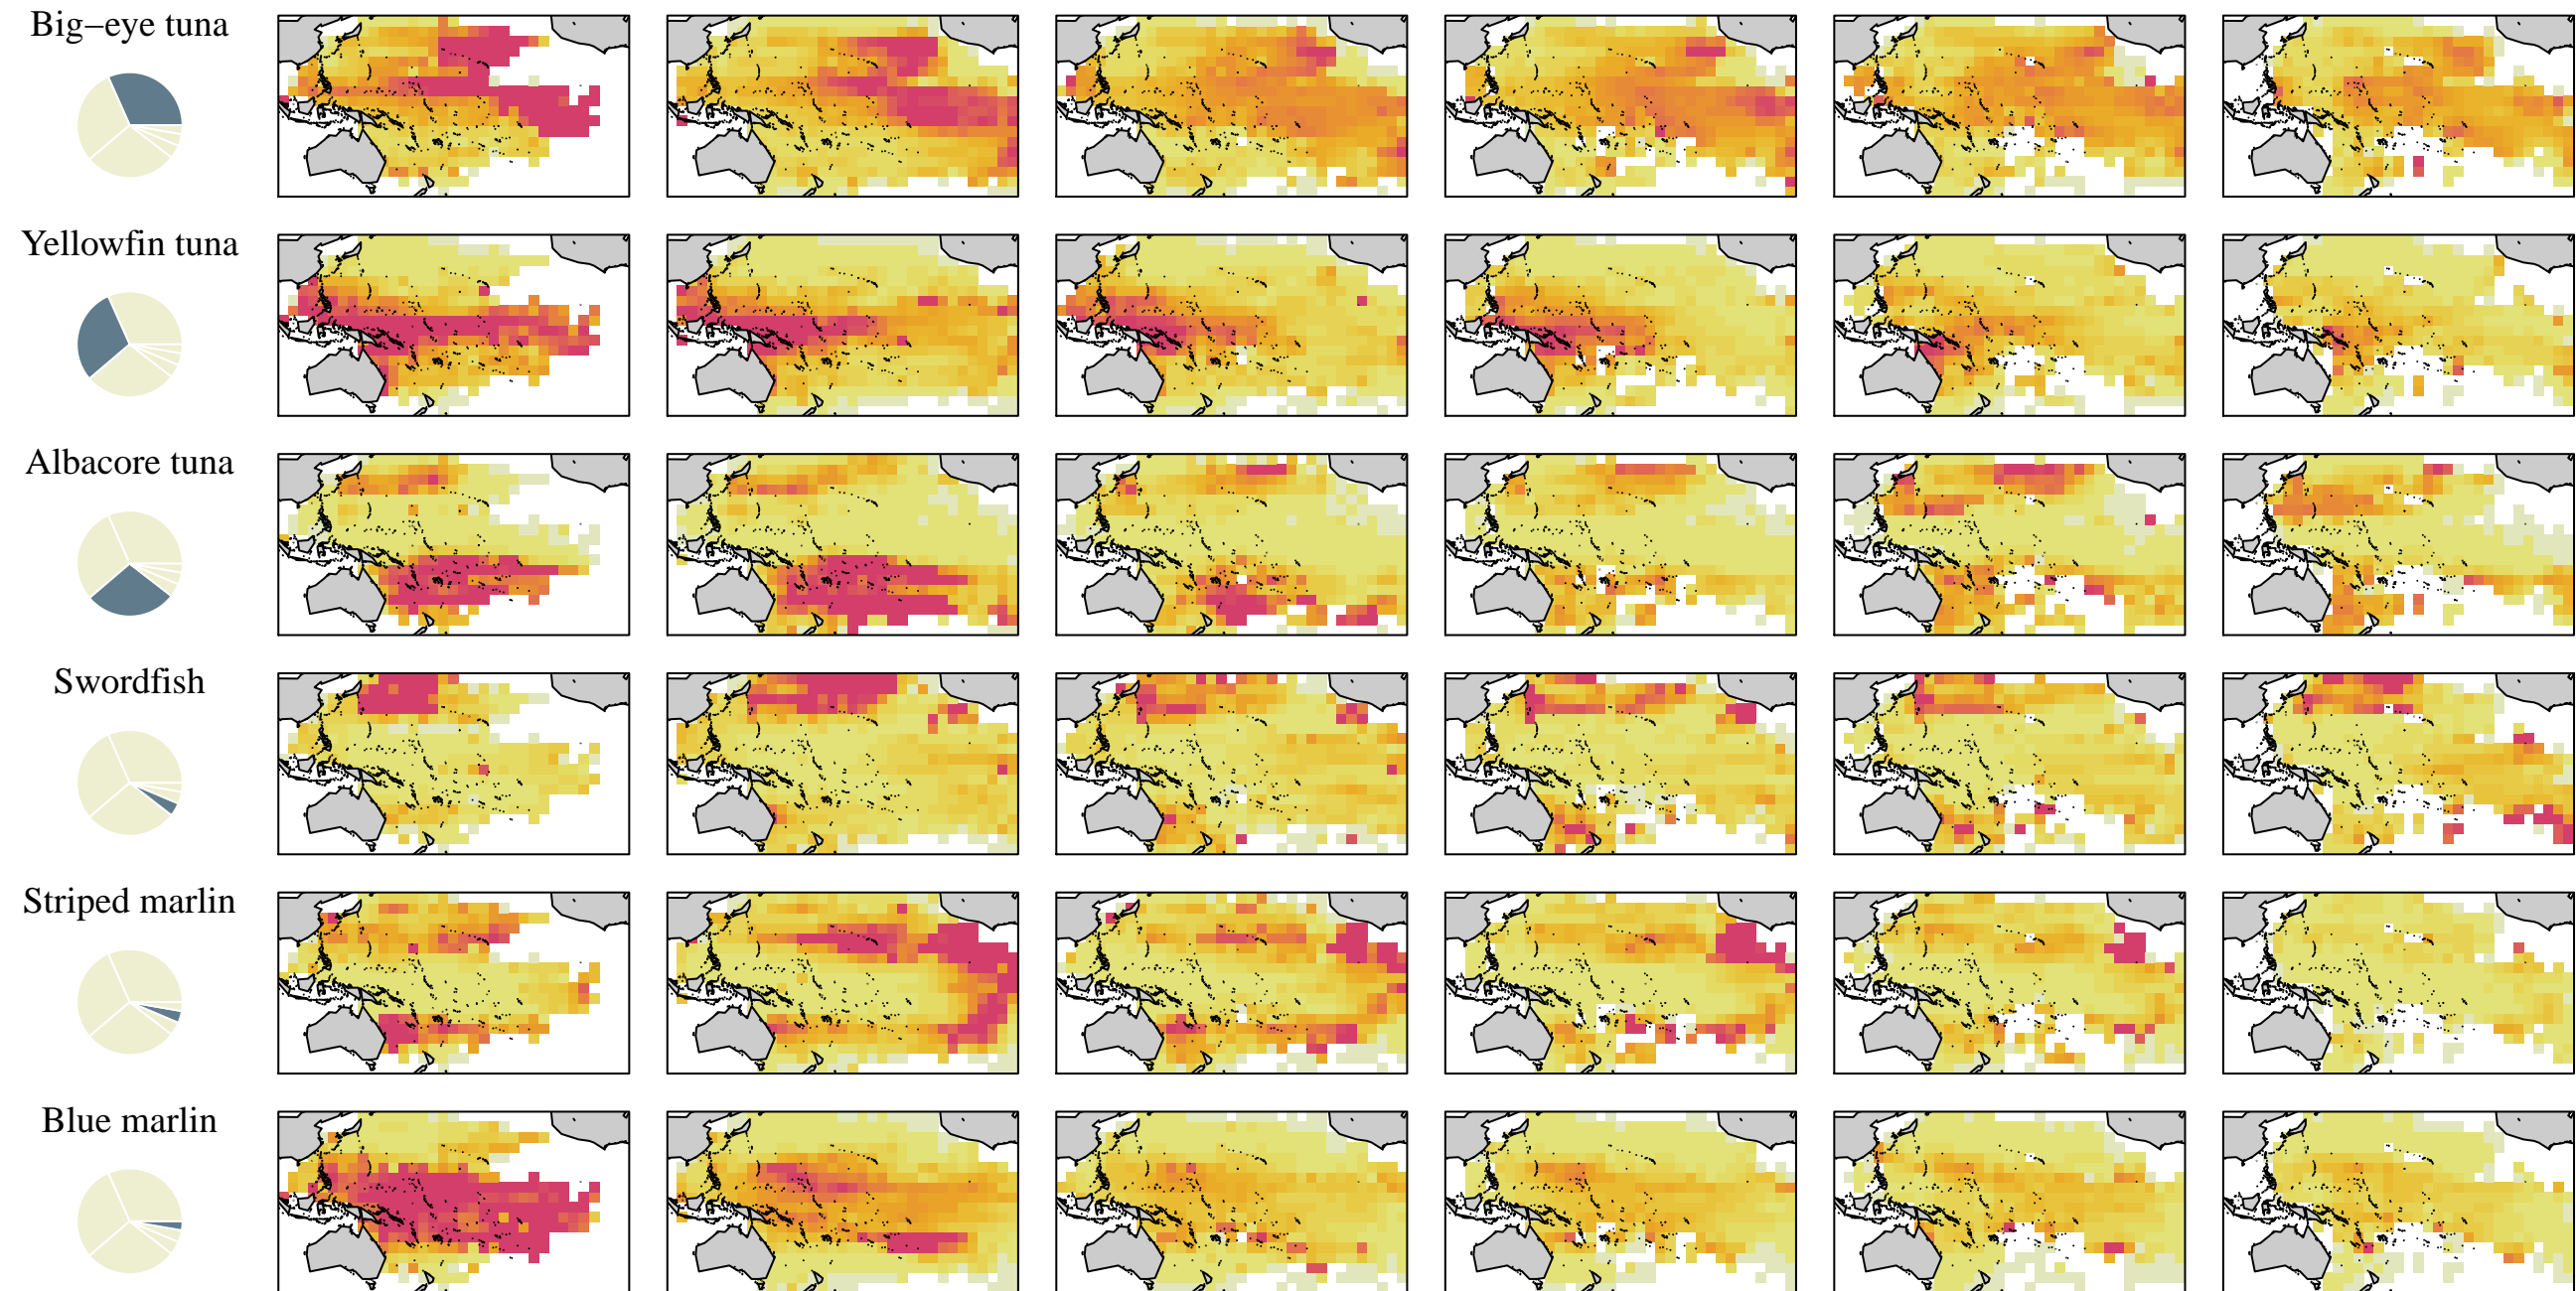 Big−eye tuna
Yellowfin tuna
Albacore tuna
Swordfish
Striped marlin
Blue marlin